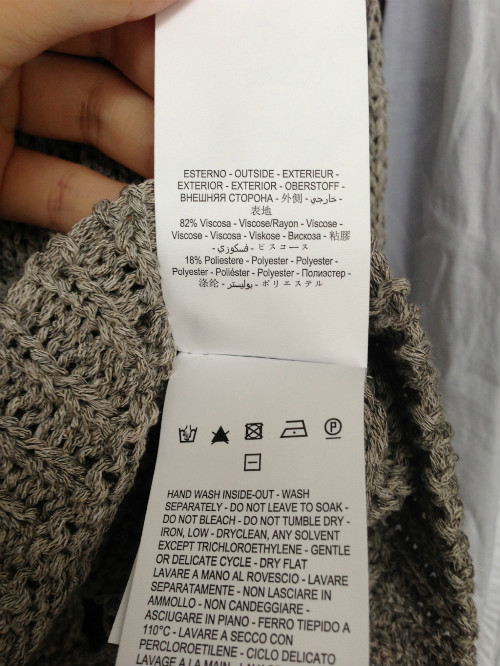 ESTERNO - OUTSIDE - EXTERIEUR -
EXTERIOR - EXTERIOR - OBERSTOFF -
ВНЕШНЯЯ СТОРОНА - 外側 - خارجي -
表地
82% Viscosa - Viscose/Rayon - Viscose -
Viscose - Viscosa - Viskose - Вискоза - 粘膠
- فسكوزي - ビスコース
18% Poliestere - Polyester - Polyester -
Polyester - Poliéster - Polyester - Полиэстер -
涤纶 - بوليستر - ポリエステル
P
HAND WASH INSIDE-OUT - WASH
SEPARATELY - DO NOT LEAVE TO SOAK -
DO NOT BLEACH - DO NOT TUMBLE DRY -
IRON, LOW - DRYCLEAN, ANY SOLVENT
EXCEPT TRICHLOROETHYLENE - GENTLE
OR DELICATE CYCLE - DRY FLAT
LAVARE A MANO AL ROVESCIO - LAVARE
SEPARATAMENTE - NON LASCIARE IN
AMMOLLO - NON CANDEGGIARE -
ASCIUGARE IN PIANO - FERRO TIEPIDO A
110°C - LAVARE A SECCO CON
PERCLOROETILENE - CICLO DELICATO
LAVAGE A LA MAIN